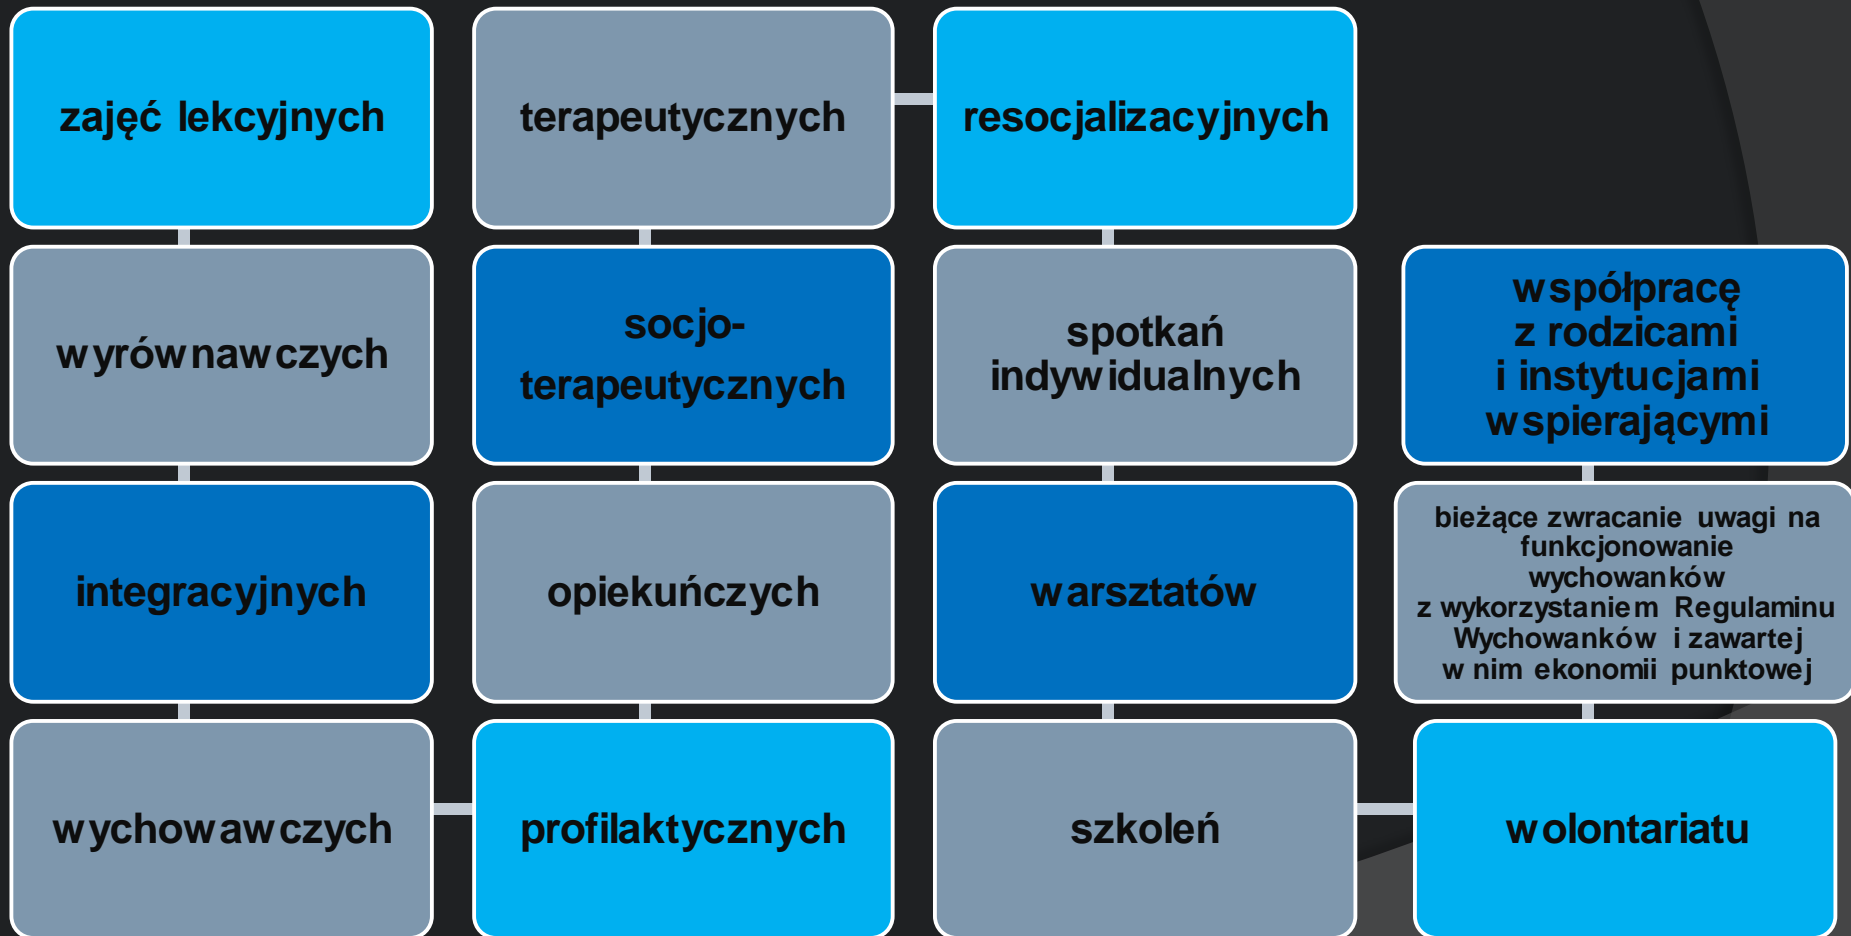 zajęć lekcyjnych
wyrównawczych
integracyjnych
wychowawczych
profilaktycznych
opiekuńczych
socjo-
terapeutycznych
terapeutycznych
resocjalizacyjnych
spotkań
indywidualnych
warsztatów
szkoleń
wolontariatu
bieżące zwracanie uwagi na
funkcjonowanie
wychowanków
z wykorzystaniem Regulaminu
Wychowanków i zawartej
w nim ekonomii punktowej
współpracę
z rodzicami
i instytucjami
wspierającymi